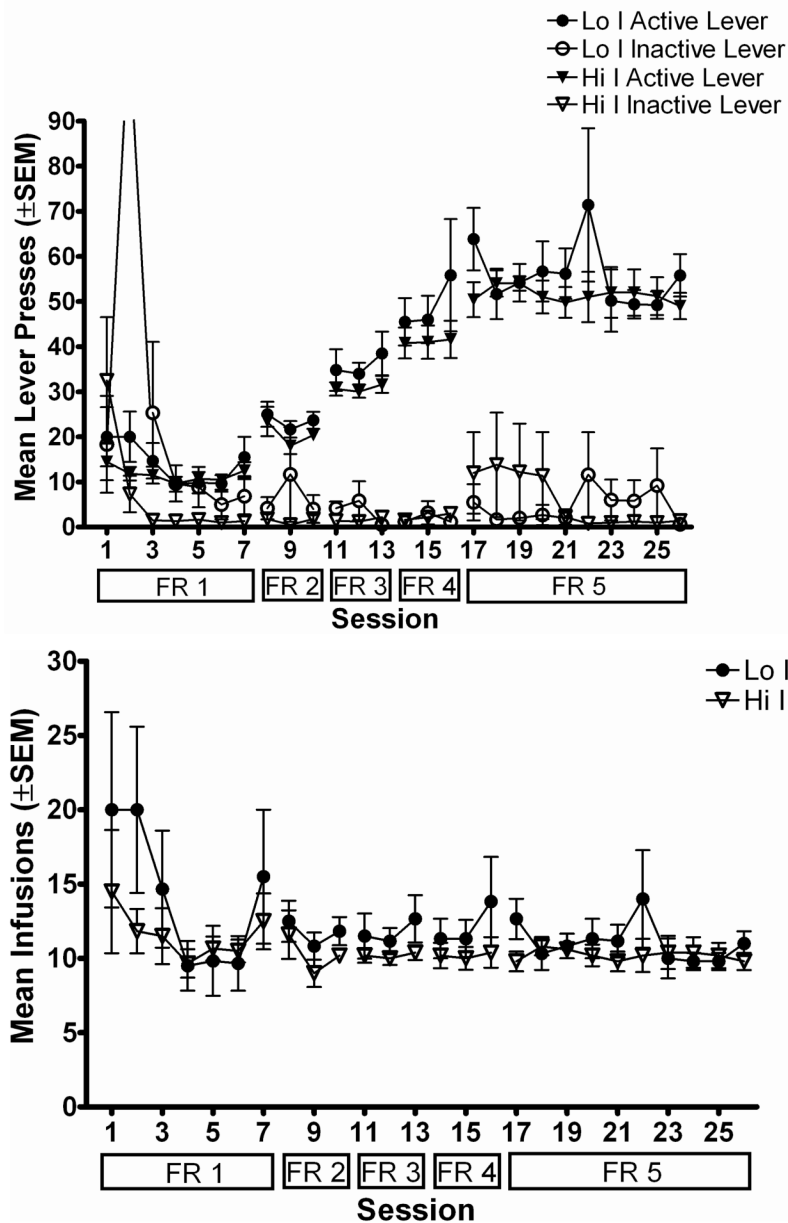 Lo I Active Lever
Lo I Inactive Lever
Hi I Active Lever
Hi I Inactive Lever
Mean Lever Presses (±SEM)
90
80
70
60
50
40
30
20
10
0
1 3 5 7 9 11 13 15 17 19 21 23 25
FR 1 FR 2 FR 3 FR 4 FR 5
Session
Lo I
Hi I
Mean Infusions (±SEM)
30
25
20
15
10
5
0
1 3 5 7 9 11 13 15 17 19 21 23 25
FR 1 FR 2 FR 3 FR 4 FR 5
Session